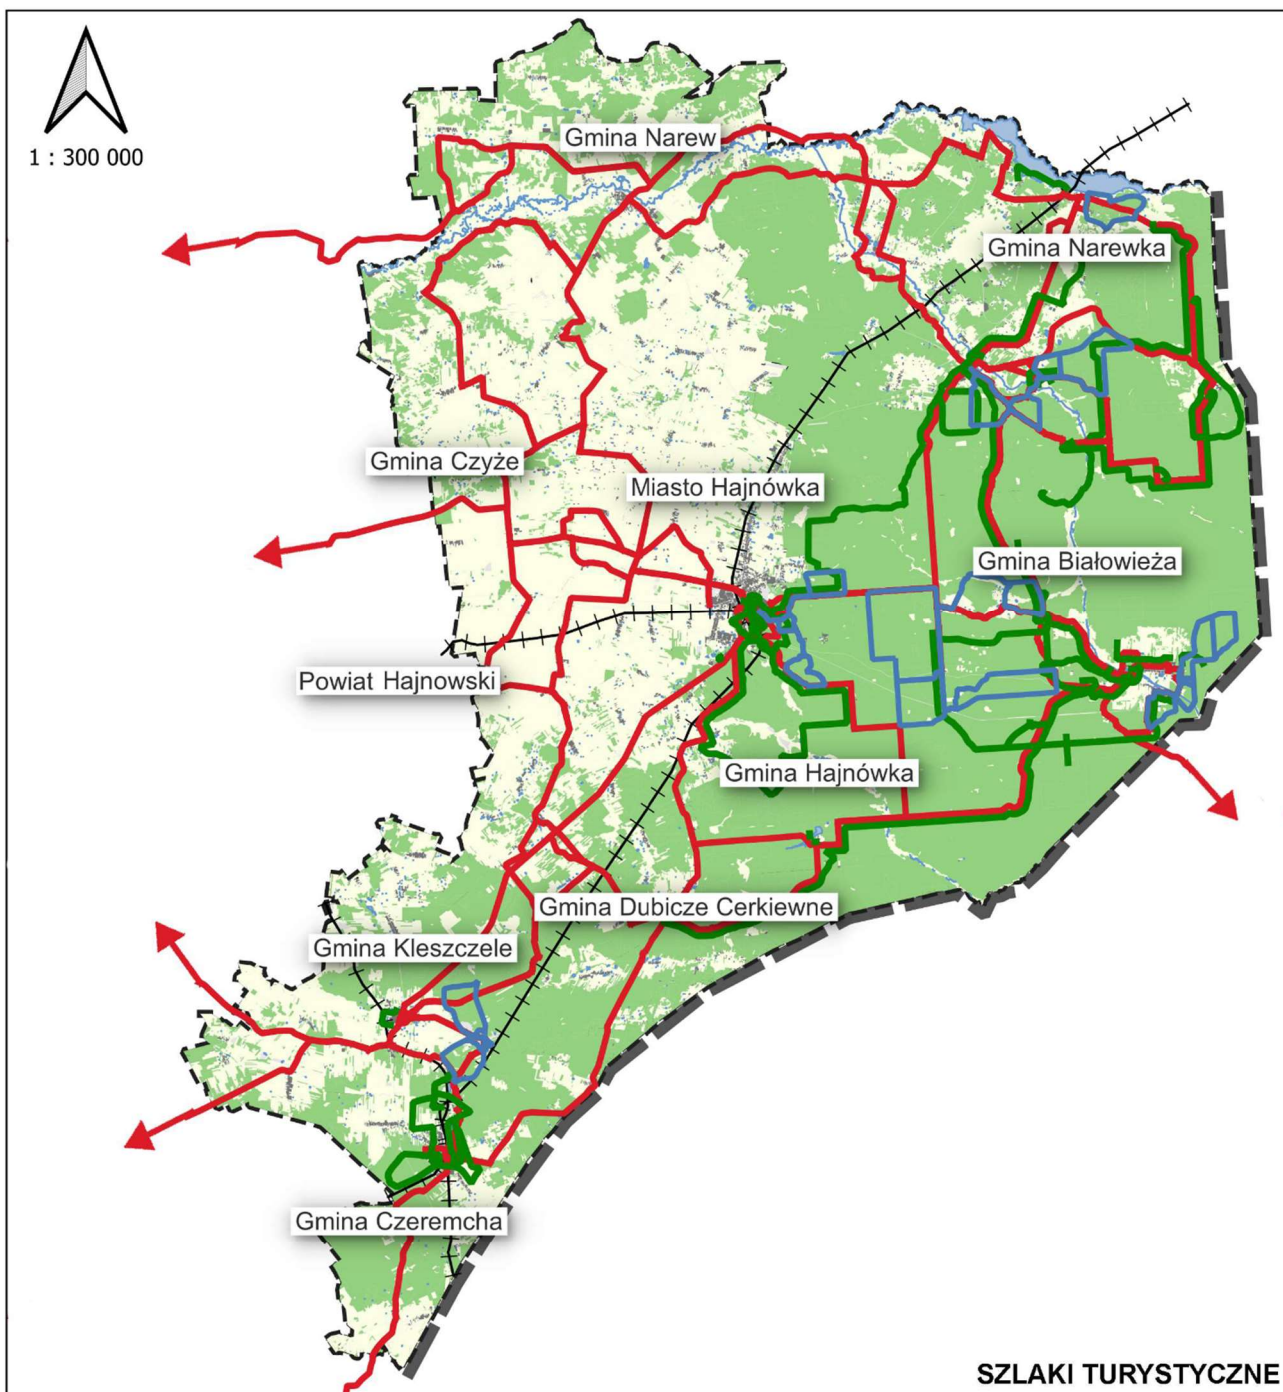 1 : 300 000
Gmina Narew
Gmina Narewka
Gmina Czyże
Miasto Hajnówka
Gmina Białowieża
Powiat Hajnowski
Gmina Hajnówka
Gmina Dubicze Cerkiewne
Gmina Kleszczele
Gmina Czeremcha
SZLAKI TURYSTYCZNE